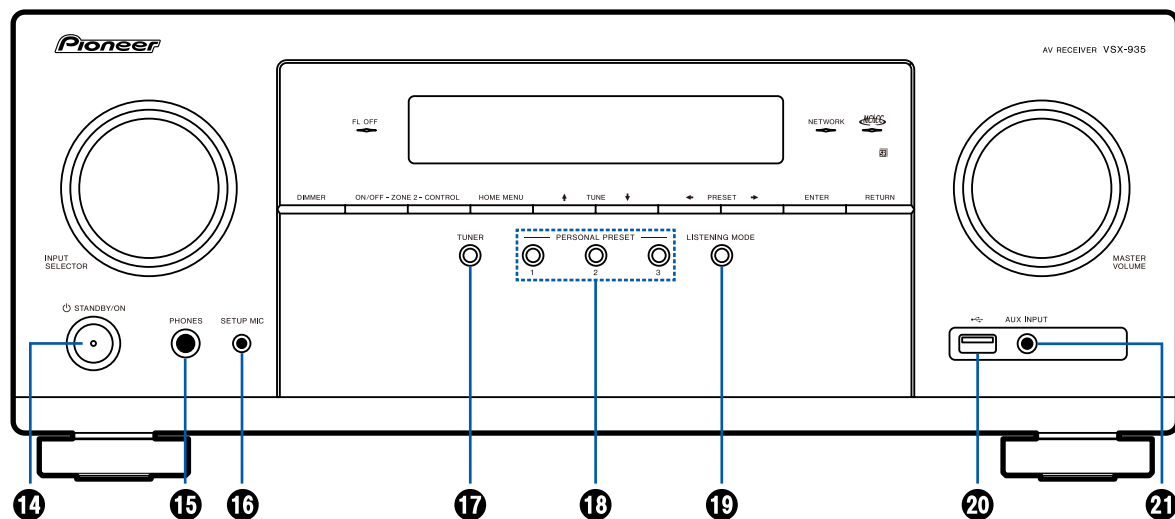 Pioneer
AV RECEIVER VSX-935
FL OFF
NETWORK
MCACC
DIMMER
ON/OFF - ZONE 2 - CONTROL
HOME MENU
TUNE
PRESET
ENTER
RETURN
INPUT SELECTOR
TUNER
PERSONAL PRESET
LISTENING MODE
1
2
3
MASTER VOLUME
STANDBY/ON
PHONES
SETUP MIC
AUX INPUT
14
15
16
17
18
19
20
21